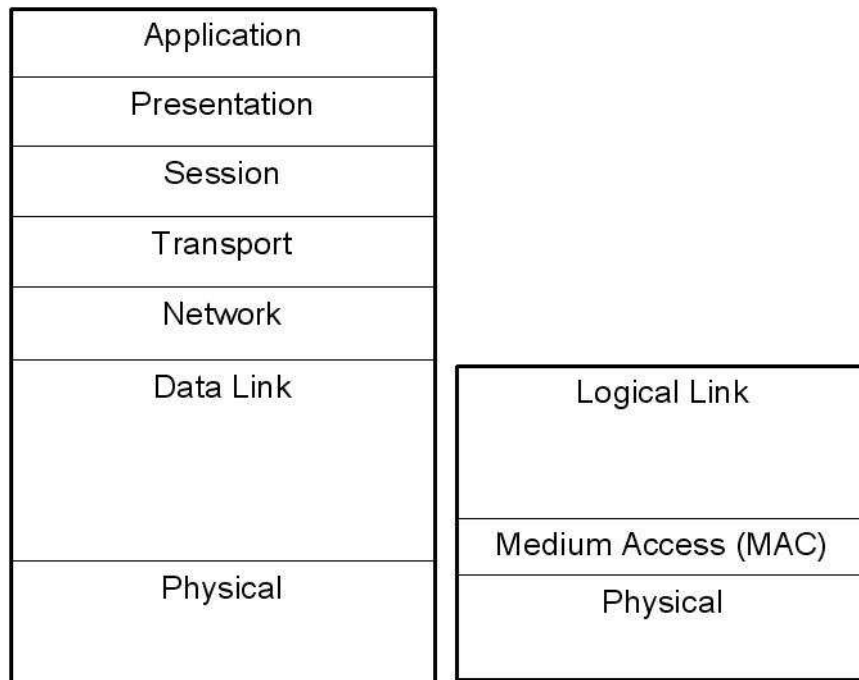 Application
Presentation
Session
Transport
Network
Data Link
Physical
Logical Link
Medium Access (MAC)
Physical